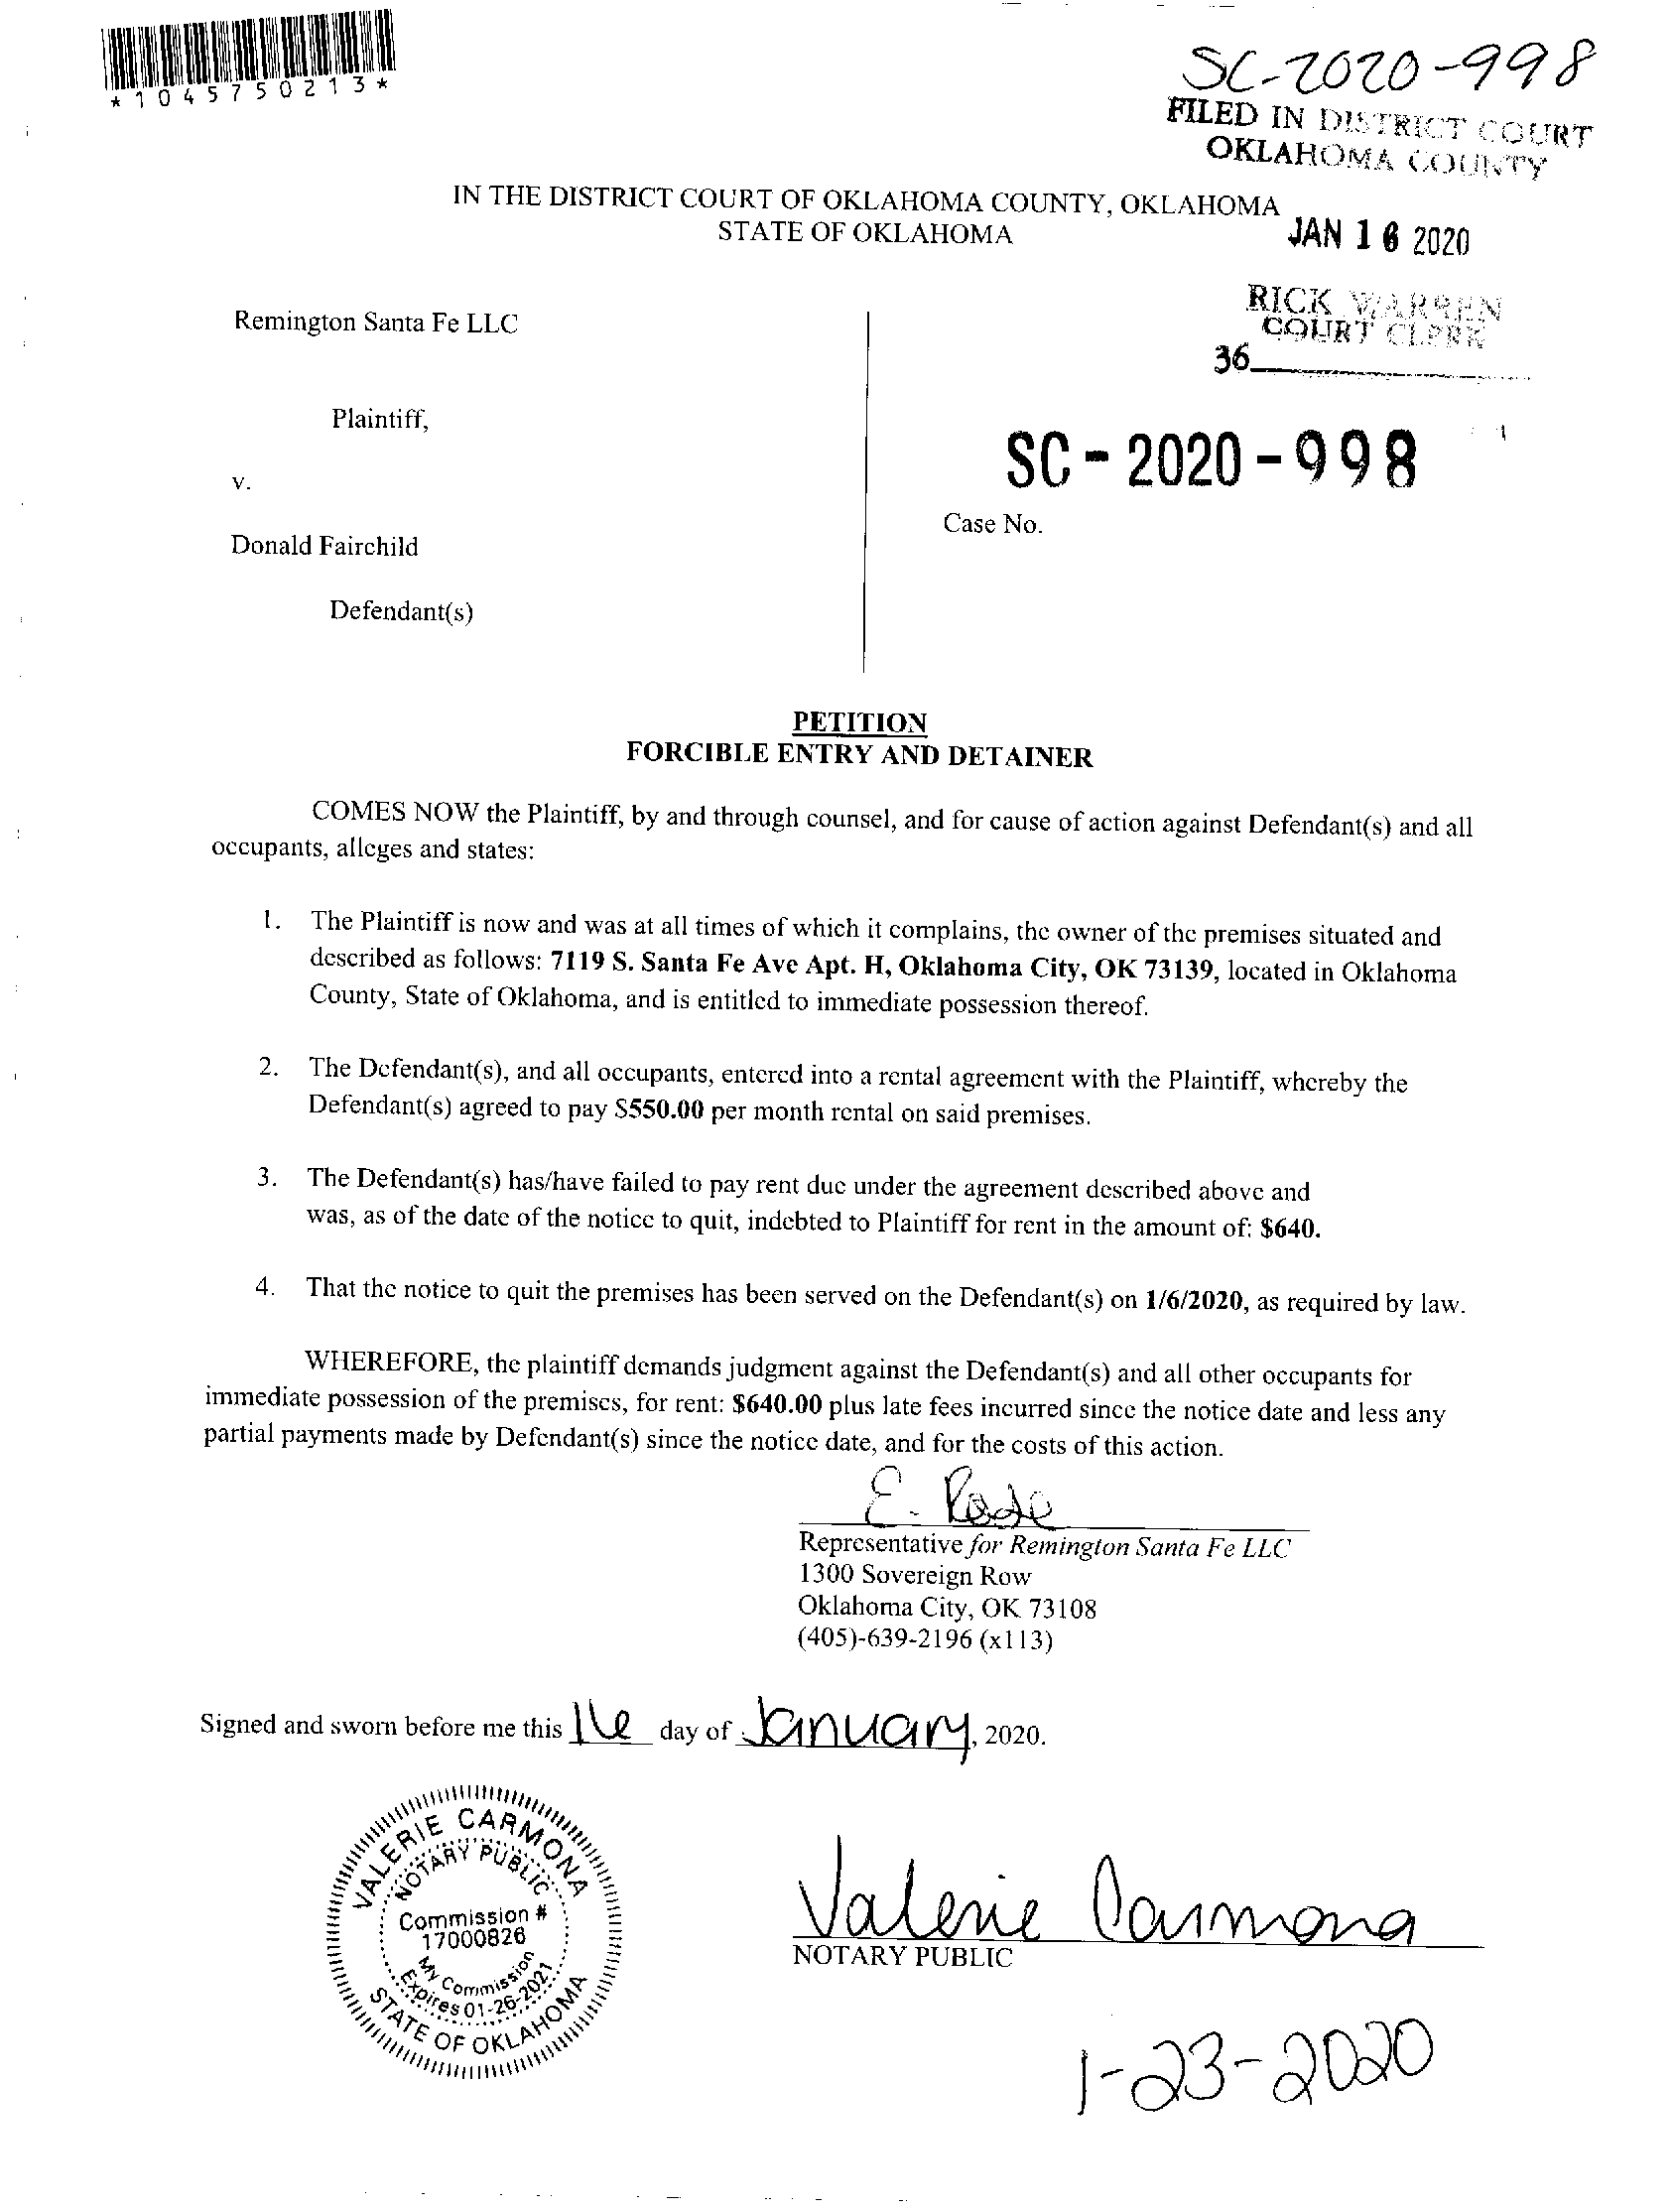 *1045750213*
SC-2020-998
FILED IN DISTRICT COURT
OKLAHOMA COUNTY
IN THE DISTRICT COURT OF OKLAHOMA COUNTY, OKLAHOMA
STATE OF OKLAHOMA
JAN 16 2020
RICK WARREN
COURT CLERK
36
Remington Santa Fe LLC
Plaintiff,
v.
Donald Fairchild
Defendant(s)
SC-2020-998
Case No.
PETITION
FORCIBLE ENTRY AND DETAINER
COMES NOW the Plaintiff, by and through counsel, and for cause of action against Defendant(s) and all
occupants, alleges and states:
1. The Plaintiff is now and was at all times of which it complains, the owner of the premises situated and
described as follows: 7119 S. Santa Fe Ave Apt. H, Oklahoma City, OK 73139, located in Oklahoma
County, State of Oklahoma, and is entitled to immediate possession thereof.
2. The Defendant(s), and all occupants, entered into a rental agreement with the Plaintiff, whereby the
Defendant(s) agreed to pay $550.00 per month rental on said premises.
3. The Defendant(s) has/have failed to pay rent due under the agreement described above and
was, as of the date of the notice to quit, indebted to Plaintiff for rent in the amount of: $640.
4. That the notice to quit the premises has been served on the Defendant(s) on 1/6/2020, as required by law.
WHEREFORE, the plaintiff demands judgment against the Defendant(s) and all other occupants for
immediate possession of the premises, for rent: $640.00 plus late fees incurred since the notice date and less any
partial payments made by Defendant(s) since the notice date, and for the costs of this action.
E.
Representative for Remington Santa Fe LLC
1300 Sovereign Row
Oklahoma City, OK 73108
(405)-639-2196 (x113)
Signed and sworn before me this 16 day of January, 2020.
VALERIE CARMONA
NOTARY PUBLIC
Commission #
17000826
My Commission
Expires 01-26-2021
STATE OF OKLAHOMA
Valerie Carmona
NOTARY PUBLIC
1-23-2020